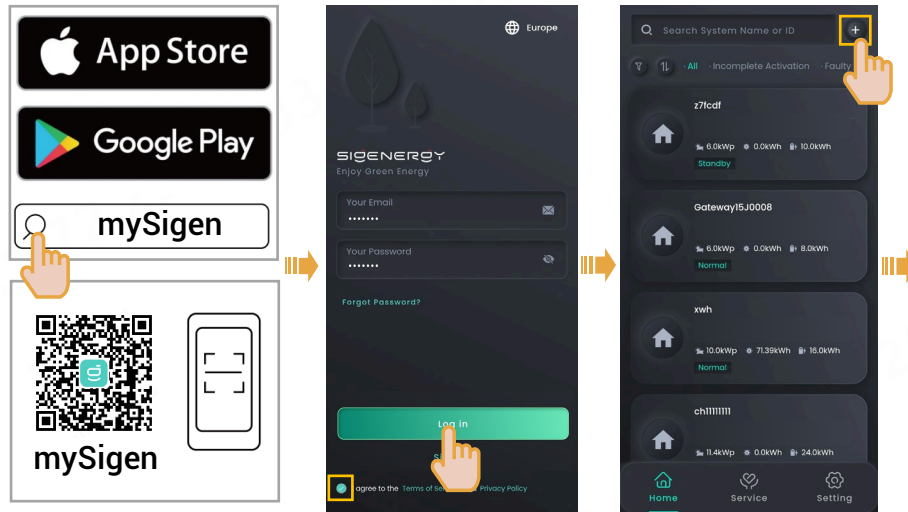 App Store
Google Play
mySigen
mySigen
Europe
SIGENERGY
Enjoy Green Energy
Your Email
•••••••
Your Password
•••••••
Forgot Password?
Log in
agree to the Terms of Privacy Policy
Search System Name or ID
All · Incomplete Activation · Faulty
z7fcdf
6.0kWp 0.0kWh 10.0kWh
Standby
Gateway15J0008
6.0kWp 0.0kWh 8.0kWh
Normal
xwh
10.0kWp 71.39kWh 16.0kWh
Normal
11.4kWp 0.0kWh 24.0kWh
Home Service Setting